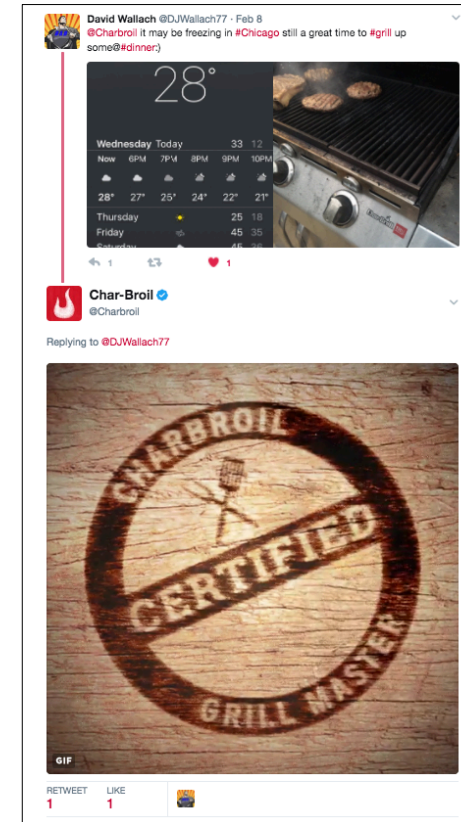 David Wallach @DJWallach77 · Feb 8
@Charbroil it may be freezing in #Chicago still a great time to #grill up
some@#dinner:)
28°
Wednesday Today 33 12
Now 6PM 7PM 8PM 9PM 10PM
28° 27° 25° 24° 22° 21°
Thursday 25 18
Friday 45 35
Saturday 45
1 1
Char-Broil
@Charbroil
Replying to @DJWallach77
CHARBROIL
CERTIFIED
GRILL MASTER
GIF
RETWEET LIKE
1 1